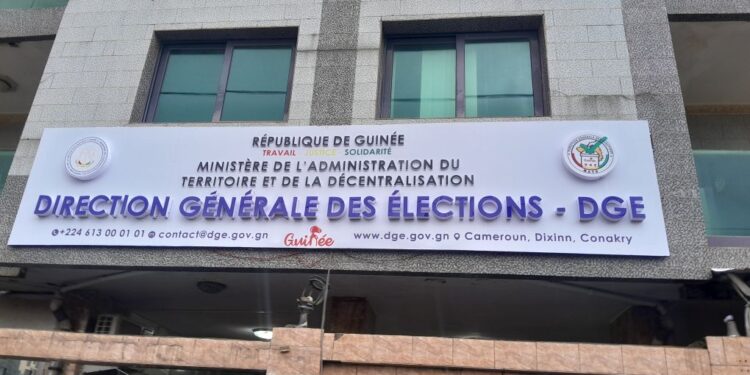 RÉPUBLIQUE DE GUINÉE
TRAVAIL - JUSTICE - SOLIDARITÉ
MINISTÈRE DE L'ADMINISTRATION DU
TERRITOIRE ET DE LA DÉCENTRALISATION
DIRECTION GÉNÉRALE DES ÉLECTIONS - DGE
+224 613 00 01 01 contact@dge.gov.gn Guinée www.dge.gov.gn Cameroun, Dixinn, Conakry